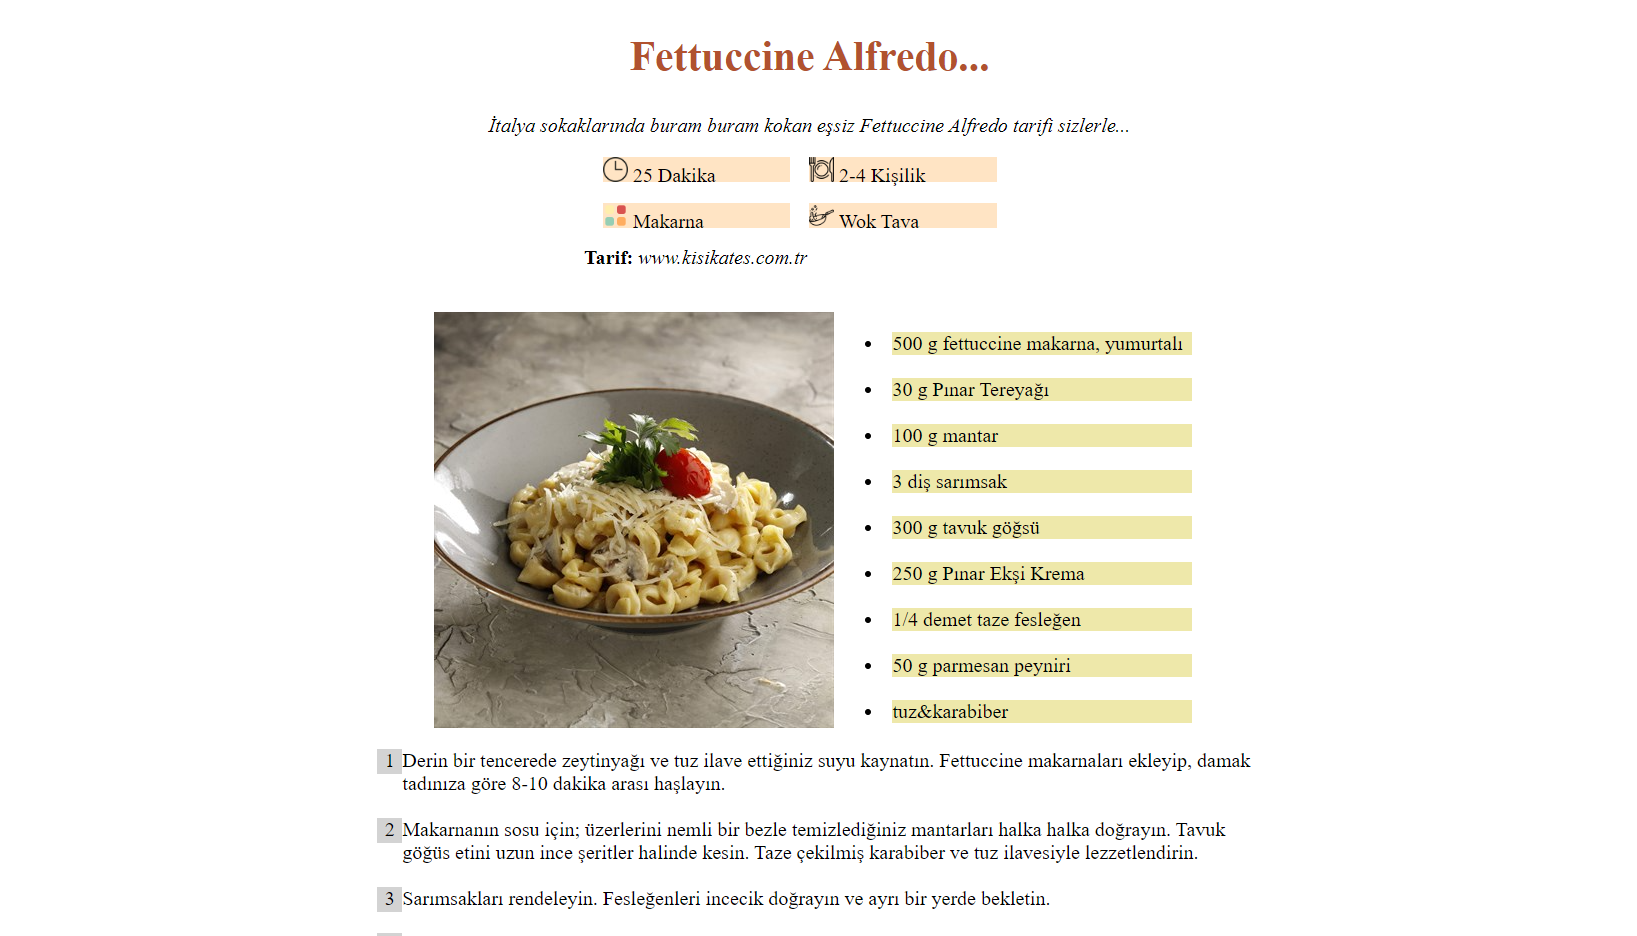 Fettuccine Alfredo...
İtalya sokaklarında buram buram kokan eşsiz Fettuccine Alfredo tarifi sizlerle...
25 Dakika
2-4 Kişilik
Makarna
Wok Tava
Tarif: www.kisikates.com.tr
500 g fettuccine makarna, yumurtalı
30 g Pınar Tereyağı
100 g mantar
3 diş sarımsak
300 g tavuk göğsü
250 g Pınar Ekşi Krema
1/4 demet taze fesleğen
50 g parmesan peyniri
tuz&karabiber
1 Derin bir tencerede zeytinyağı ve tuz ilave ettiğiniz suyu kaynatın. Fettuccine makarnaları ekleyip, damak
tadınıza göre 8-10 dakika arası haşlayın.
2 Makarnanın sosu için; üzerlerini nemli bir bezle temizlediğiniz mantarları halka halka doğrayın. Tavuk
göğüs etini uzun ince şeritler halinde kesin. Taze çekilmiş karabiber ve tuz ilavesiyle lezzetlendirin.
3 Sarımsakları rendeleyin. Fesleğenleri incecik doğrayın ve ayrı bir yerde bekletin.